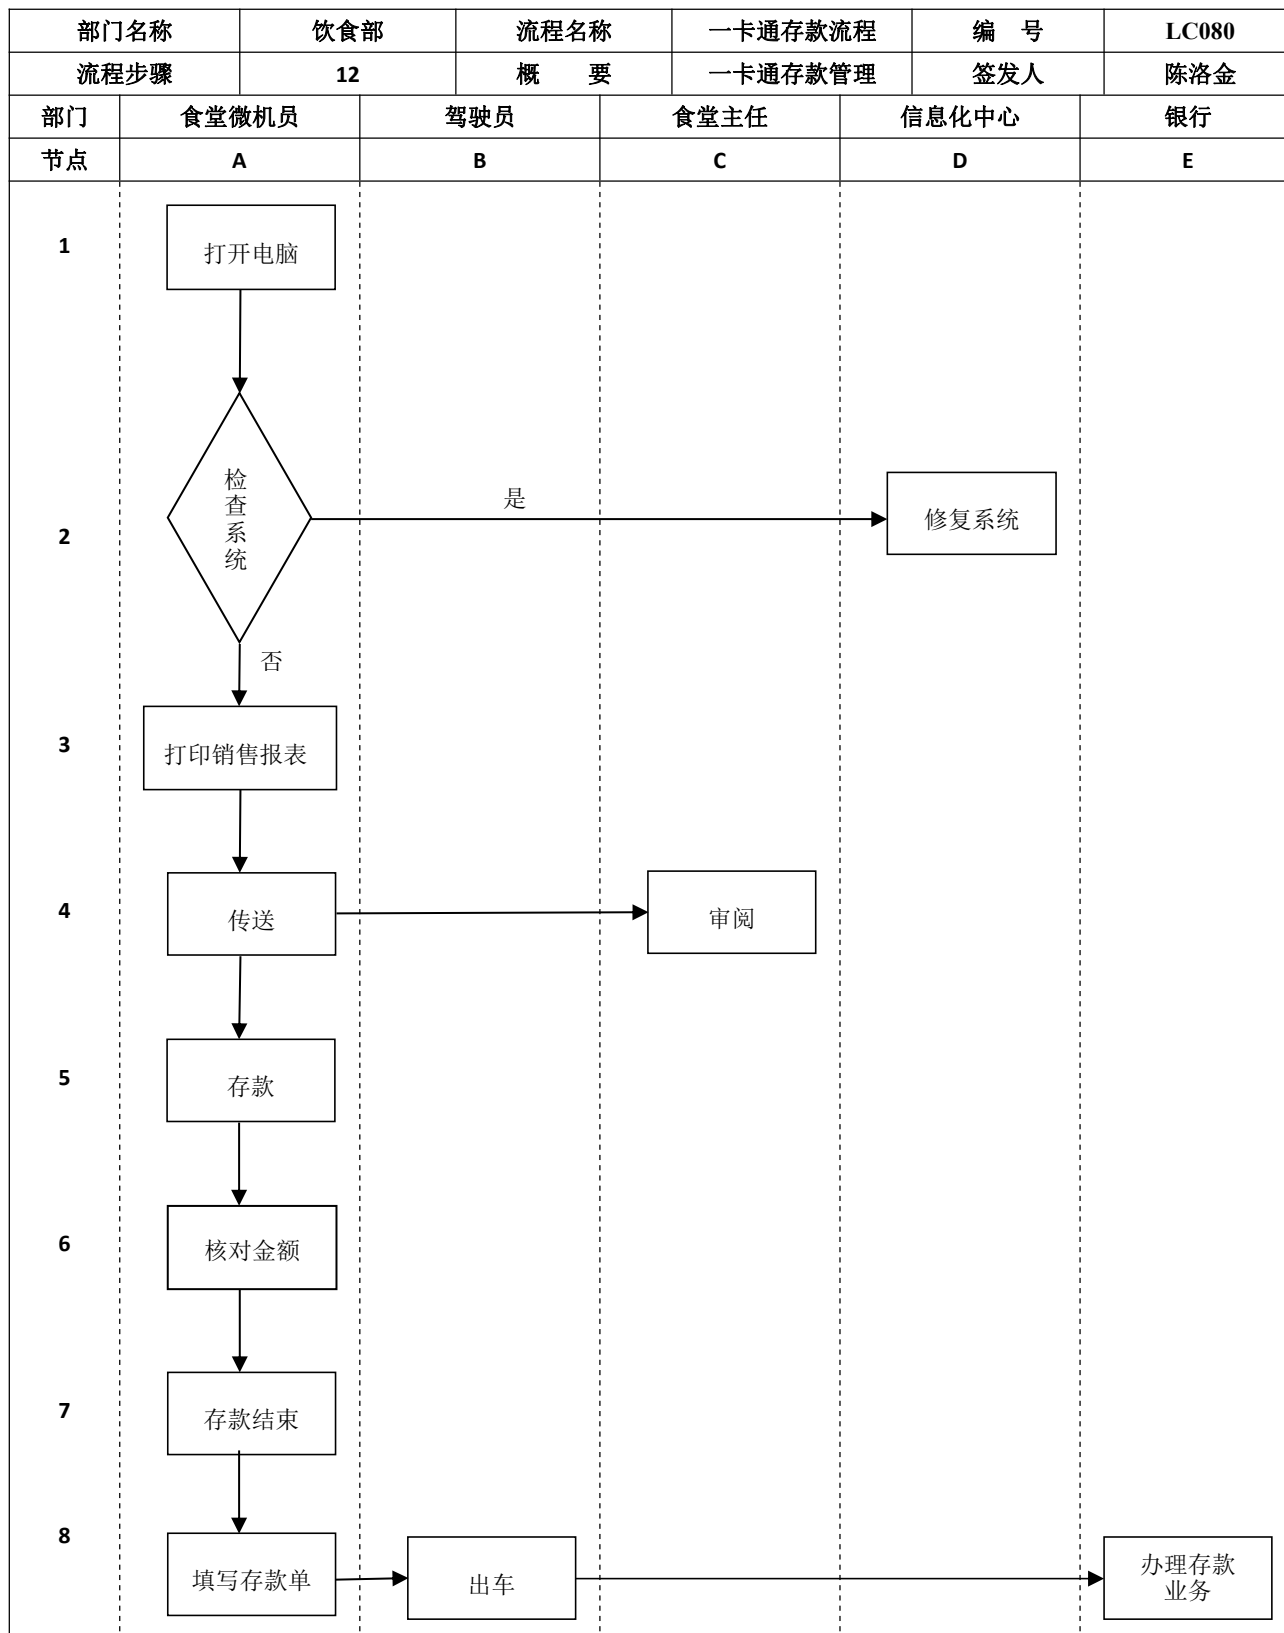 部门名称 饮食部 流程名称 一卡通存款流程 编 号 LC080
流程步骤 12 概 要 一卡通存款管理 签发人 陈洛金
部门 食堂微机员 驾驶员 食堂主任 信息化中心 银行
节点 A B C D E
1
打开电脑
检
查
系
统
是
修复系统
2
否
3
打印销售报表
4
传送
审阅
5
存款
6
核对金额
7
存款结束
8
填写存款单
出车
办理存款
业务